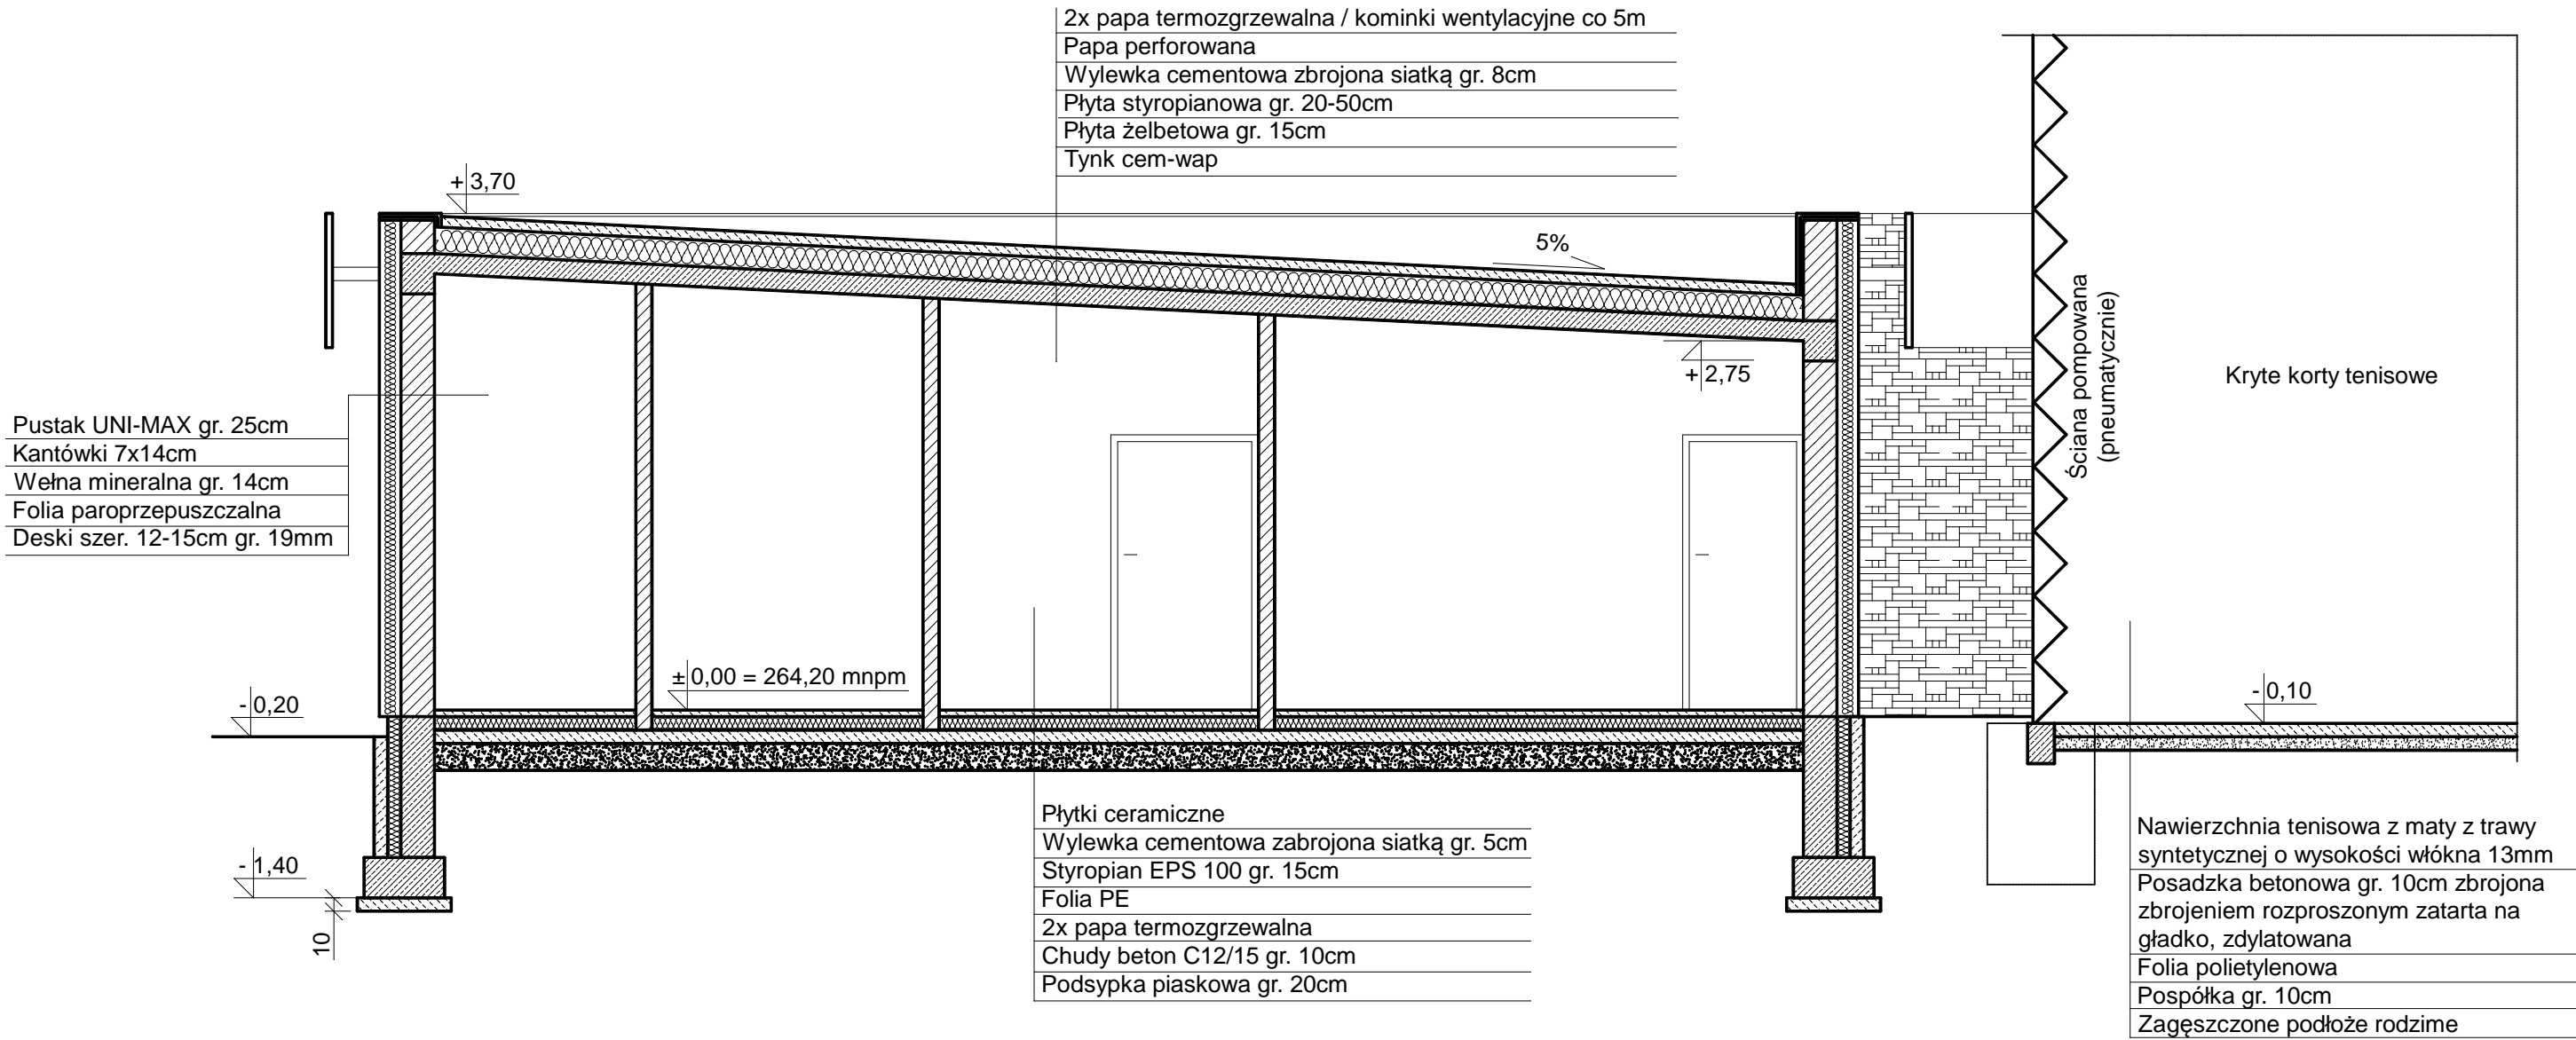 2x papa termozgrzewalna / kominki wentylacyjne co 5m
Papa perforowana
Wylewka cementowa zbrojona siatką gr. 8cm
Płyta styropianowa gr. 20-50cm
Płyta żelbetowa gr. 15cm
Tynk cem-wap
+3,70
5%
+2,75
Ściana pompowana
(pneumatycznie)
Kryte korty tenisowe
Pustak UNI-MAX gr. 25cm
Kantówki 7x14cm
Wełna mineralna gr. 14cm
Folia paroprzepuszczalna
Deski szer. 12-15cm gr. 19mm
±0,00 = 264,20 mnpm
-0,20
-0,10
-1,40
10
Płytki ceramiczne
Wylewka cementowa zabrojona siatką gr. 5cm
Styropian EPS 100 gr. 15cm
Folia PE
2x papa termozgrzewalna
Chudy beton C12/15 gr. 10cm
Podsypka piaskowa gr. 20cm
Nawierzchnia tenisowa z maty z trawy
syntetycznej o wysokości włókna 13mm
Posadzka betonowa gr. 10cm zbrojona
zbrojeniem rozproszonym zatarta na
gładko, zdylatowana
Folia polietylenowa
Pospółka gr. 10cm
Zagęszczone podłoże rodzime